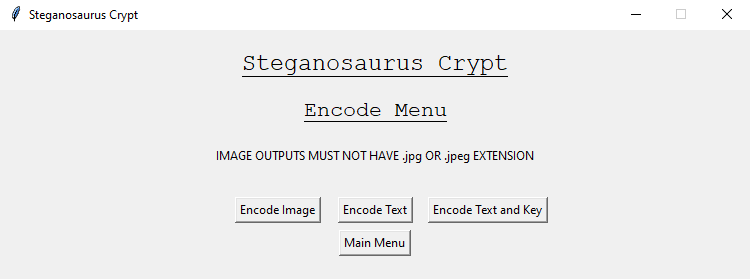 Steganosaurus Crypt
Steganosaurus Crypt
Encode Menu
IMAGE OUTPUTS MUST NOT HAVE .jpg OR .jpeg EXTENSION
Encode Image Encode Text Encode Text and Key
Main Menu